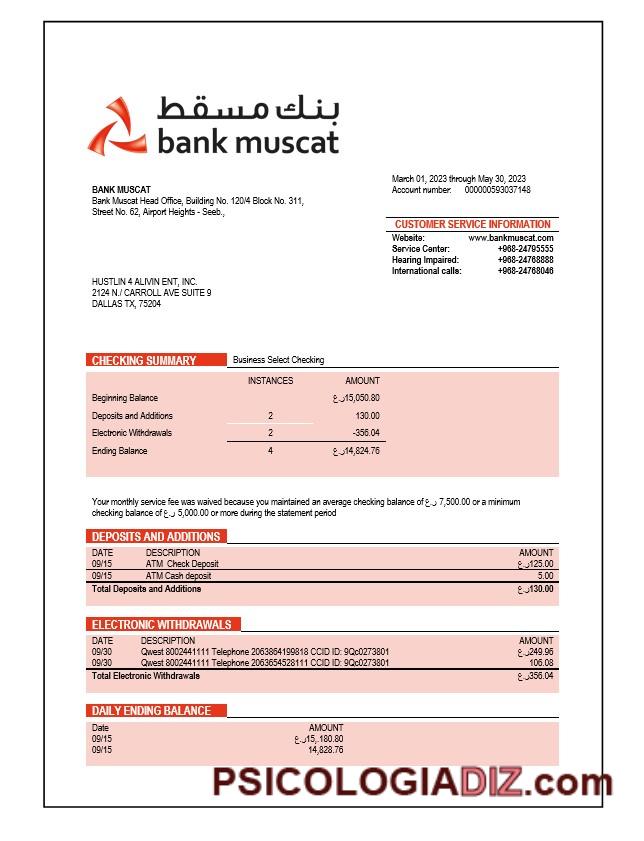 بنك مسقط
bank muscat
March 01, 2023 through May 30, 2023
Account number: 000000593037148
BANK MUSCAT
Bank Muscat Head Office, Building No. 120/4 Block No. 311,
Street No. 62, Airport Heights - Seeb.,
CUSTOMER SERVICE INFORMATION
Website: www.bankmuscat.com
Service Center: +968-24795555
Hearing Impaired: +968-24768888
International calls: +968-24768046
HUSTLIN 4 ALIVIN ENT, INC.
2124 N./ CARROLL AVE SUITE 9
DALLAS TX, 75204
CHECKING SUMMARY Business Select Checking
INSTANCES AMOUNT
Beginning Balance ر.ع15,050.80
Deposits and Additions 2 130.00
Electronic Withdrawals 2 -356.04
Ending Balance 4 ر.ع14,824.76
Your monthly service fee was waived because you maintained an average checking balance of ر.ع 7,500.00 or a minimum
checking balance of ر.ع 5,000.00 or more during the statement period
DEPOSITS AND ADDITIONS
DATE DESCRIPTION AMOUNT
09/15 ATM Check Deposit ر.ع125.00
09/15 ATM Cash deposit 5.00
Total Deposits and Additions ر.ع130.00
ELECTRONIC WITHDRAWALS
DATE DESCRIPTION AMOUNT
09/30 Qwest 8002441111 Telephone 2063864199818 CCID ID: 9Qc0273801 ر.ع249.96
09/30 Qwest 8002441111 Telephone 2063654528111 CCID ID: 9Qc0273801 106.08
Total Electronic Withdrawals ر.ع356.04
DAILY ENDING BALANCE
Date AMOUNT
09/15 ر.ع15,.180.80
09/15 14,828.76
PSICOLOGIADIZ.com